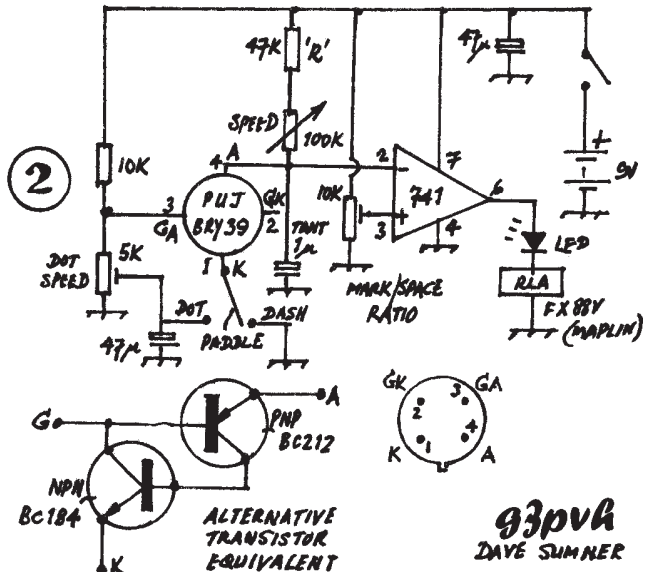 47K 'R'
47µ
SPEED
100K
2
10K
A
4
PUT
BRY39
3
GA
GK
2
1
K
TANT
1µ
10K
2
3
741
7
6
4
+
9V
DOT
SPEED
5K
47µ
DOT
PADDLE
DASH
MARK/SPACE
RATIO
LED
RLA
FX88V
(MAPLIN)
G
A
PNP
BC212
NPN
BC184
K
ALTERNATIVE
TRANSISTOR
EQUIVALENT
GK
GA
2
3
1
4
K
A
g3pvh
DAVE SUMNER